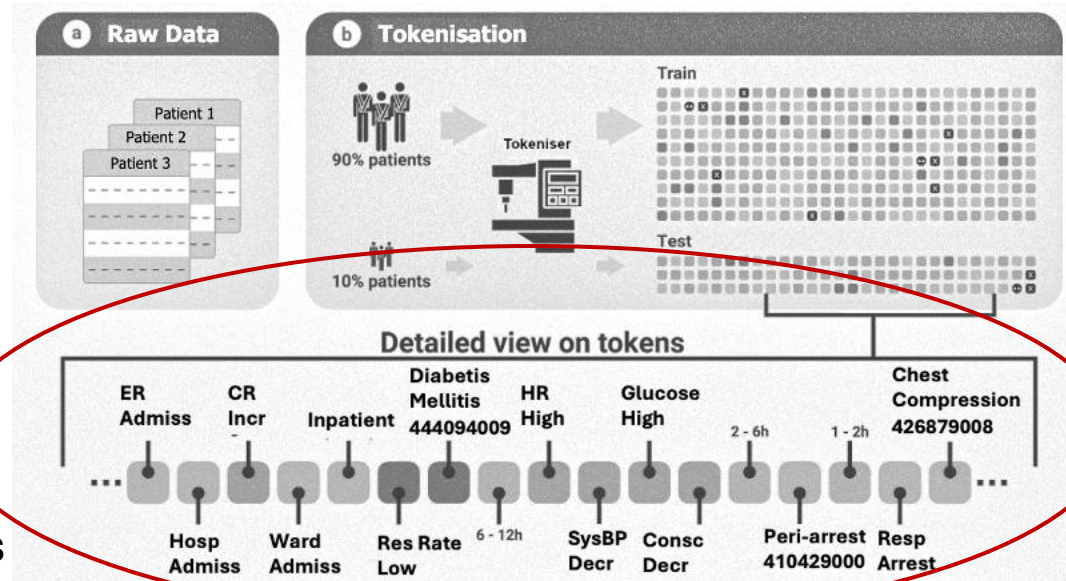 a Raw Data
Patient 1
Patient 2
Patient 3
b Tokenisation
90% patients
10% patients
Tokeniser
Train
Test
Detailed view on tokens
ER
Admiss
CR
Incr
Inpatient
Diabetis
Mellitis
444094009
HR
High
Glucose
High
2 - 6h
1 - 2h
Chest
Compression
426879008
...
...
Hosp
Admiss
Ward
Admiss
Res Rate
Low
6 - 12h
SysBP
Decr
Consc
Decr
Peri-arrest
410429000
Resp
Arrest
s